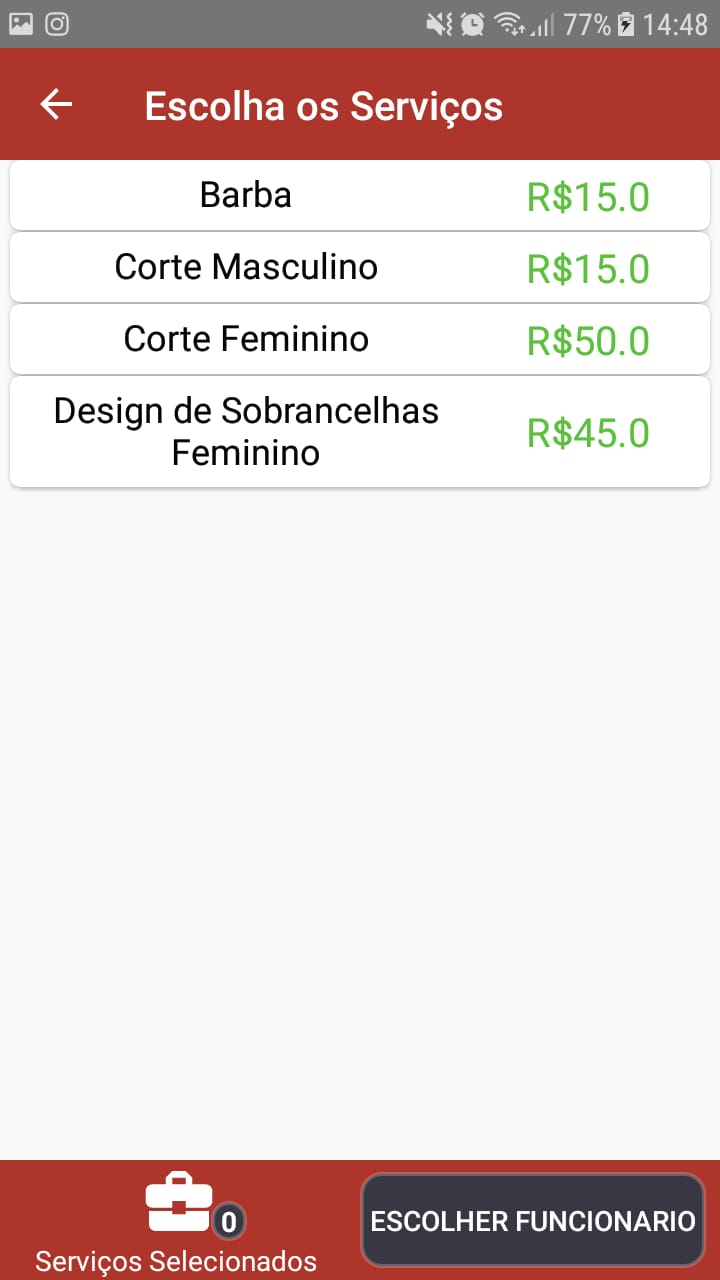 77% 14:48
Escolha os Serviços
Barba R$15.0
Corte Masculino R$15.0
Corte Feminino R$50.0
Design de Sobrancelhas
Feminino R$45.0
0
Serviços Selecionados
ESCOLHER FUNCIONARIO